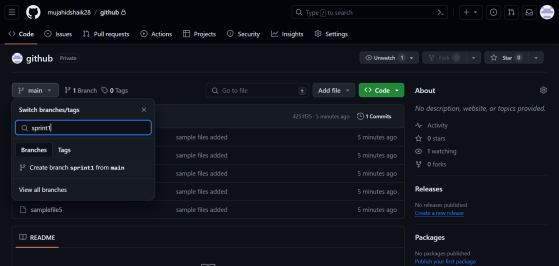 mujahidshaik28 / github
Type / to search
Code
Issues
Pull requests
Actions
Projects
Security
Insights
Settings
github
Private
Unwatch 1
Fork
Star 0
main
1 Branch
0 Tags
Go to file
Add file
Code
Switch branches/tags
sprint1
Branches
Tags
Create branch sprint1 from main
View all branches
5 minutes ago
1 Commits
sample files added
5 minutes ago
sample files added
5 minutes ago
sample files added
5 minutes ago
sample files added
5 minutes ago
samplefile5
sample files added
5 minutes ago
README
About
No description, website, or topics provided.
Activity
0 stars
1 watching
0 forks
Releases
No releases published
Create a new release
Packages
No packages published
Publish your first package